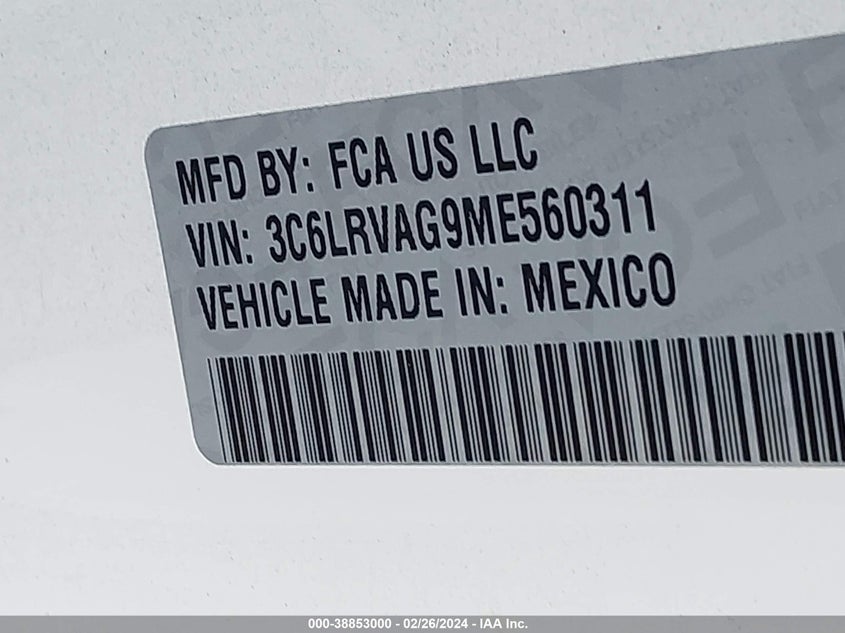 MFD BY: FCA US LLC
VIN: 3C6LRVAG9ME560311
VEHICLE MADE IN: MEXICO
000-38853000 - 02/26/2024 - IAA Inc.